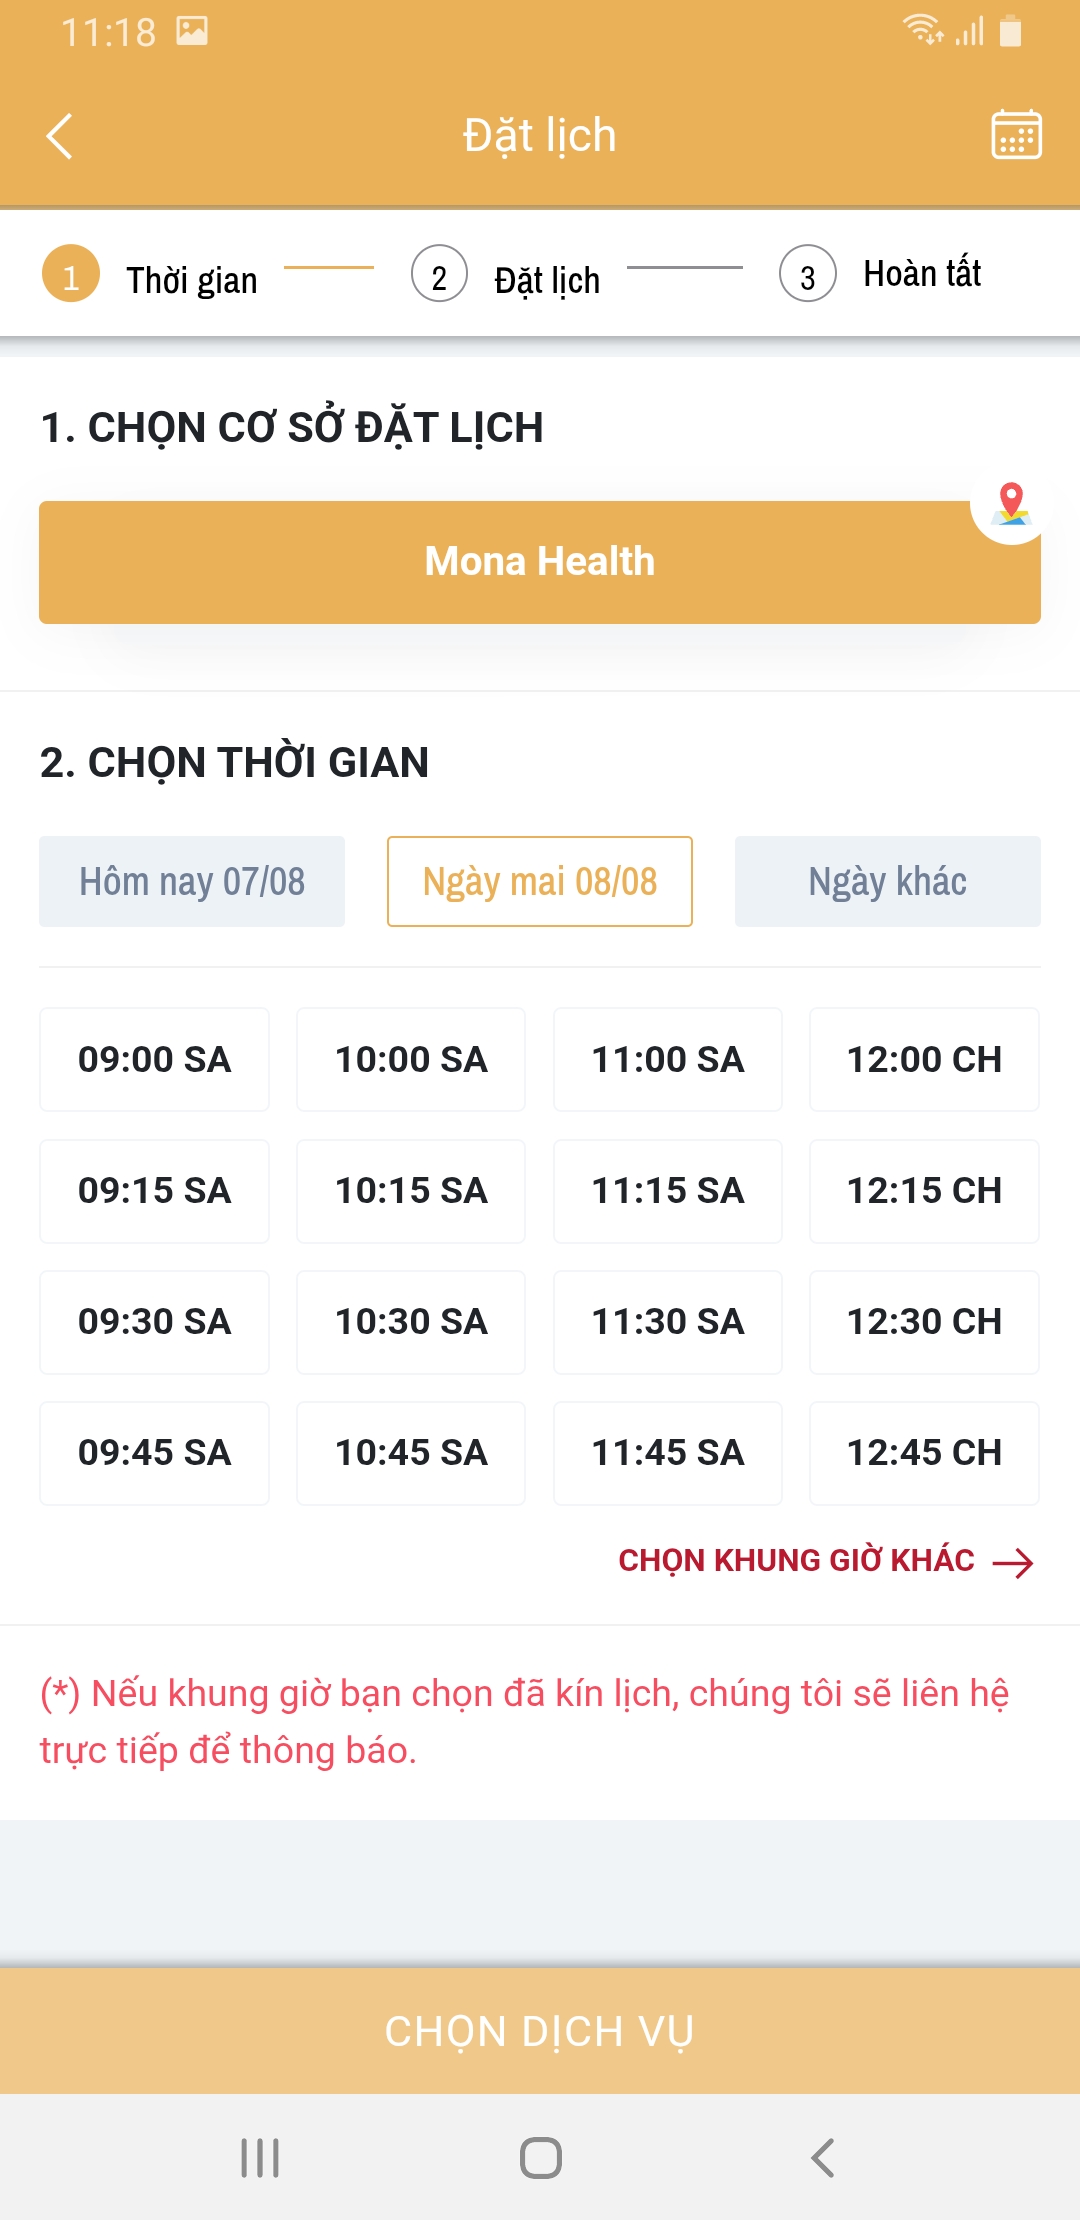 11:18
Đặt lịch
1 Thời gian 2 Đặt lịch 3 Hoàn tất
1. CHỌN CƠ SỞ ĐẶT LỊCH
Mona Health
2. CHỌN THỜI GIAN
Hôm nay 07/08 Ngày mai 08/08 Ngày khác
09:00 SA 10:00 SA 11:00 SA 12:00 CH
09:15 SA 10:15 SA 11:15 SA 12:15 CH
09:30 SA 10:30 SA 11:30 SA 12:30 CH
09:45 SA 10:45 SA 11:45 SA 12:45 CH
CHỌN KHUNG GIỜ KHÁC
(*) Nếu khung giờ bạn chọn đã kín lịch, chúng tôi sẽ liên hệ
trực tiếp để thông báo.
CHỌN DỊCH VỤ